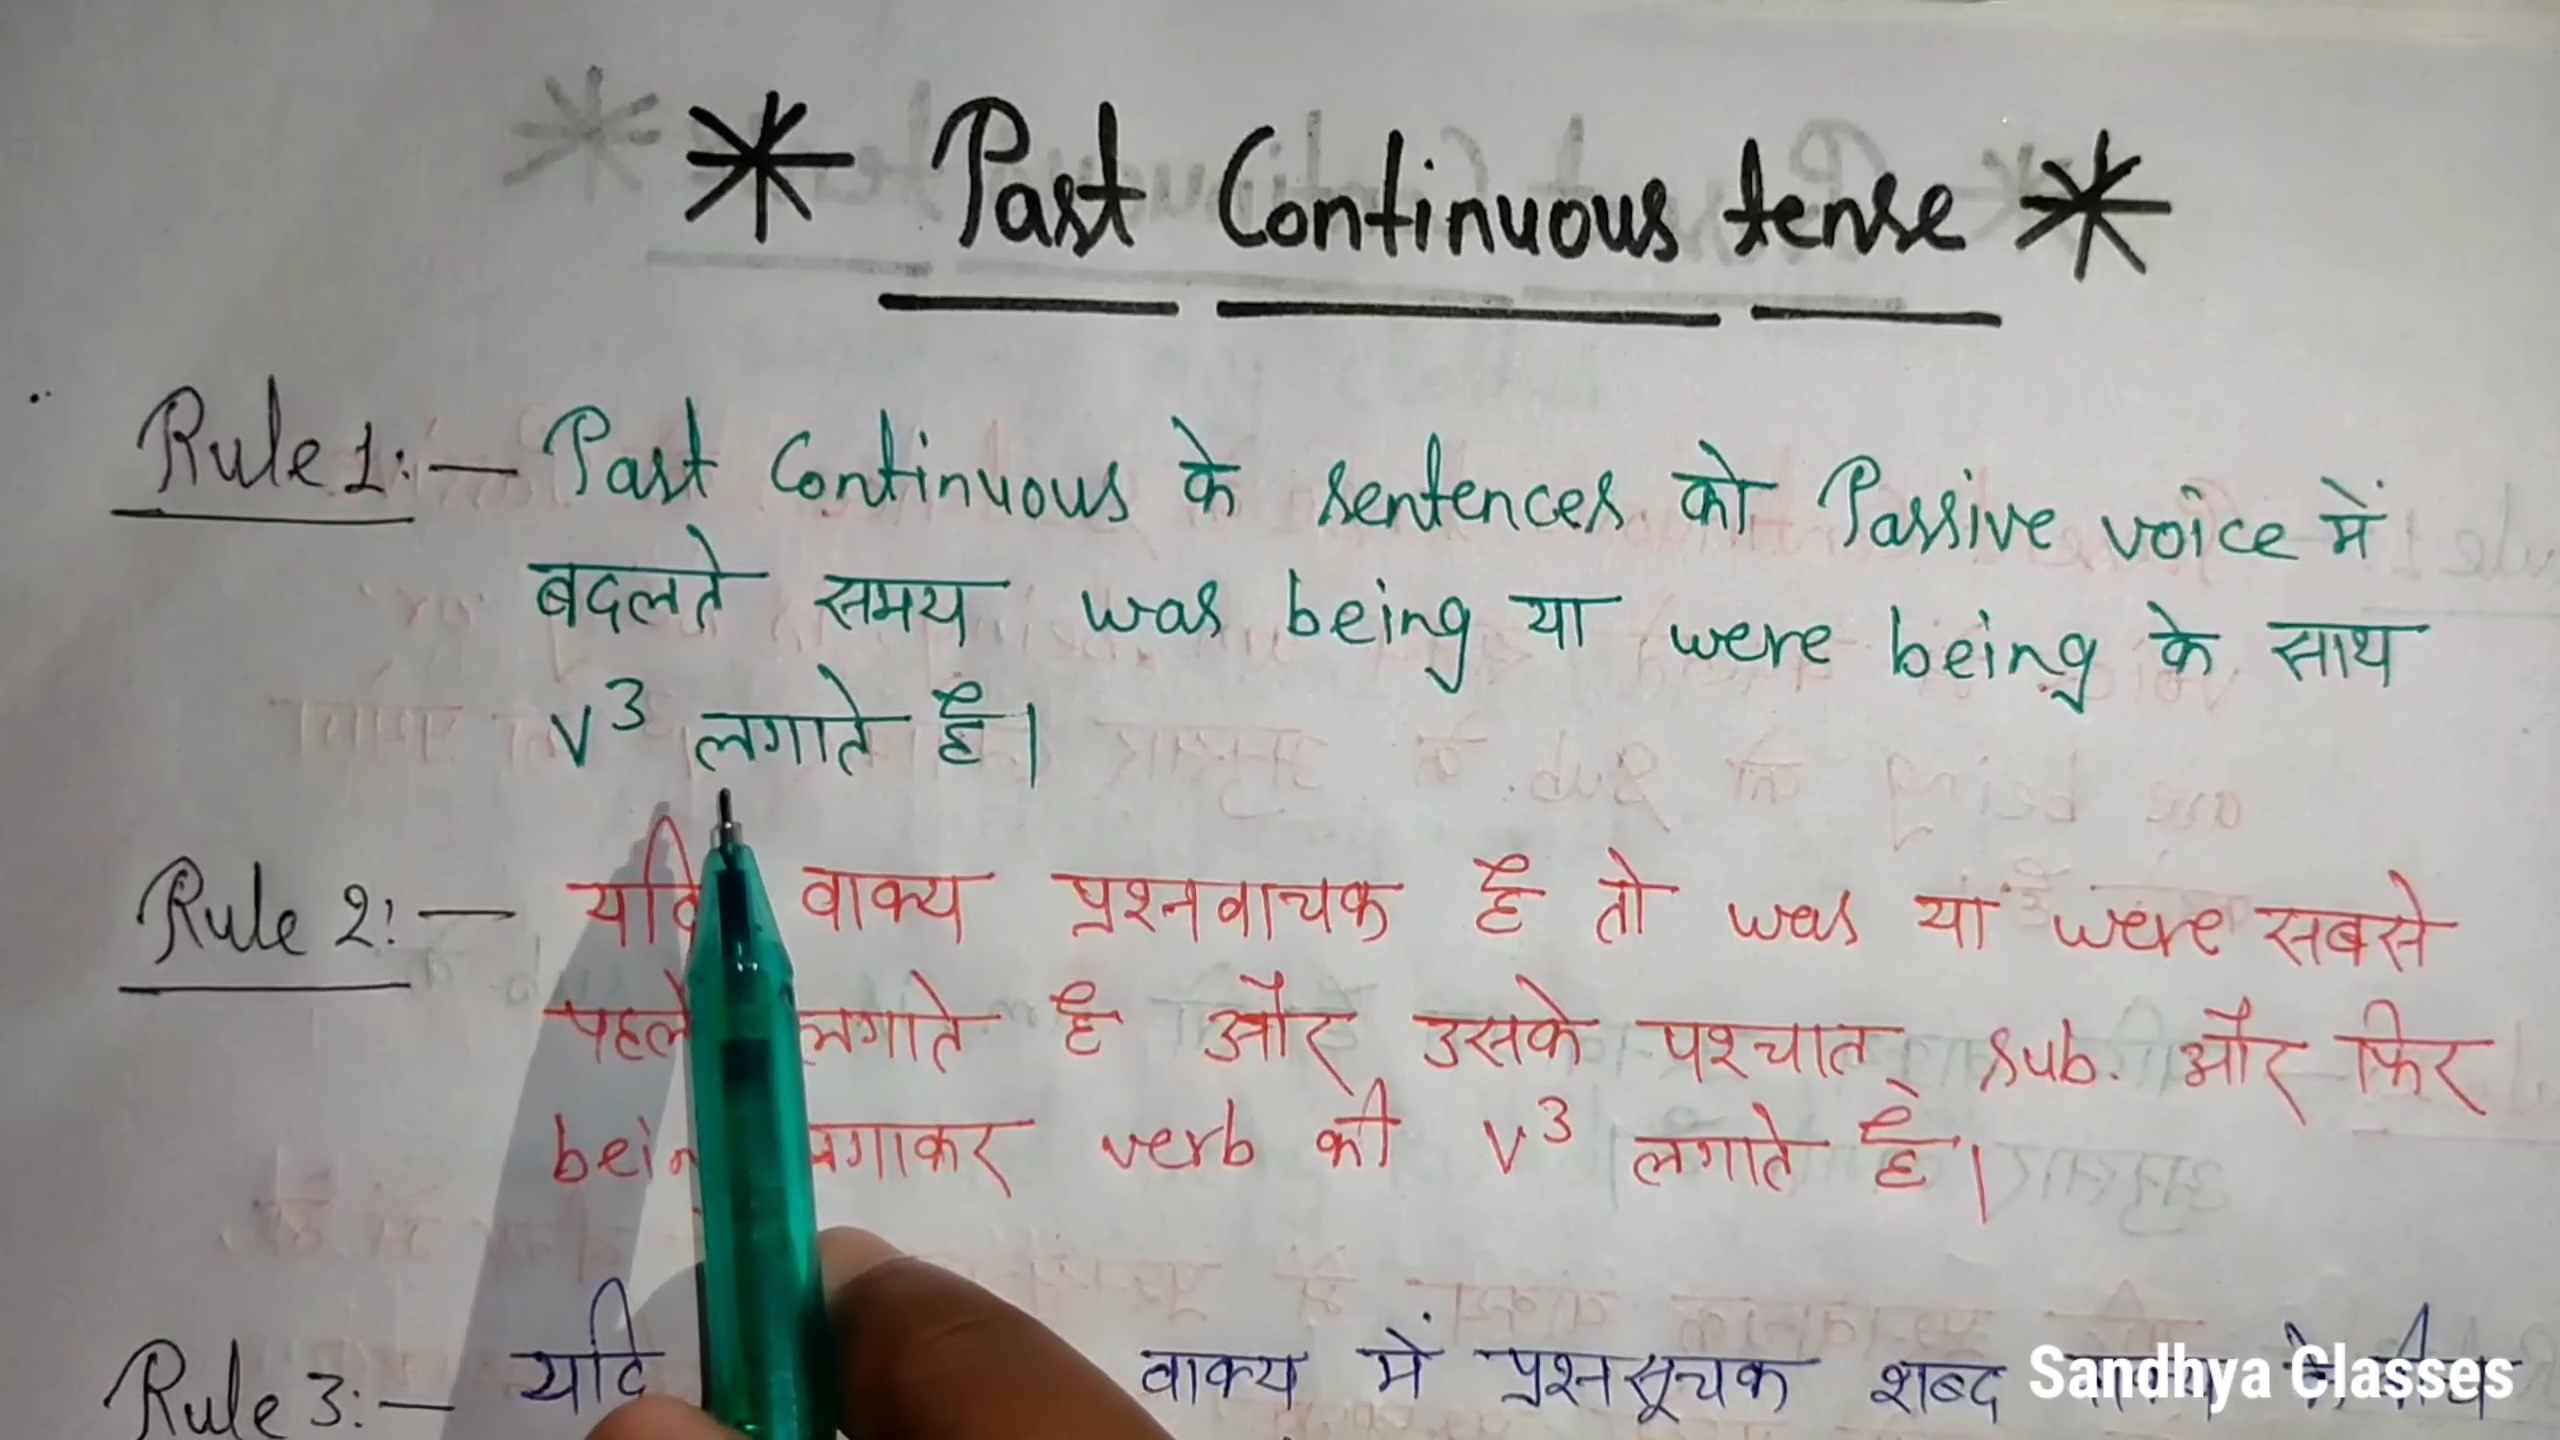 * Past Continuous tense *
Rule 1:- Past Continuous के sentences को Passive voice में
बदलते समय was being या were being के साथ
V³ लगाते है।
Rule 2:- यदि वाक्य प्रश्नवाचक है तो was या were सबसे
पहले लगाते है और उसके पश्चात् sub. और फिर
verb की V³ लगाते है।
Rule 3:- यदि वाक्य में प्रश्नसूचक शब्द
Sandhya Classes